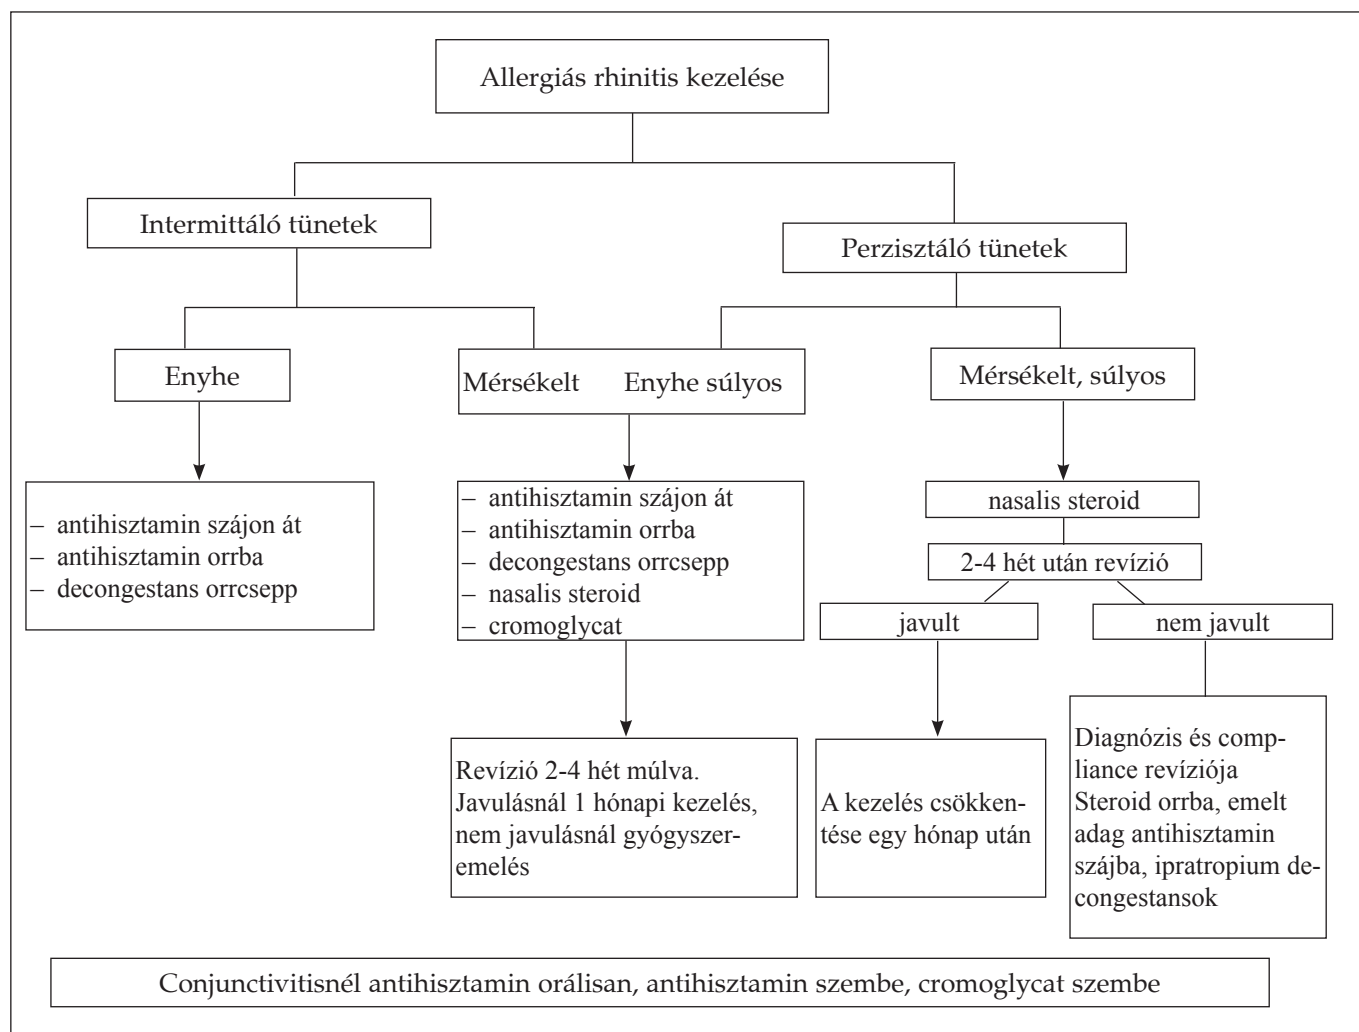 Allergiás rhinitis kezelése
Intermittáló tünetek
Perzisztáló tünetek
Enyhe
Mérsékelt Enyhe súlyos
Mérsékelt, súlyos
– antihisztamin szájon át
– antihisztamin orrba
– decongestans orrcsepp
– antihisztamin szájon át
– antihisztamin orrba
– decongestans orrcsepp
– nasalis steroid
– cromoglycat
nasalis steroid
2-4 hét után revízió
javult
nem javult
Revízió 2-4 hét múlva.
Javulásnál 1 hónapi kezelés,
nem javulásnál gyógyszer-
emelés
A kezelés csökken-
tése egy hónap után
Diagnózis és comp-
liance revíziója
Steroid orrba, emelt
adag antihisztamin
szájba, ipratropium de-
congestansok
Conjunctivitisnél antihisztamin orálisan, antihisztamin szembe, cromoglycat szembe